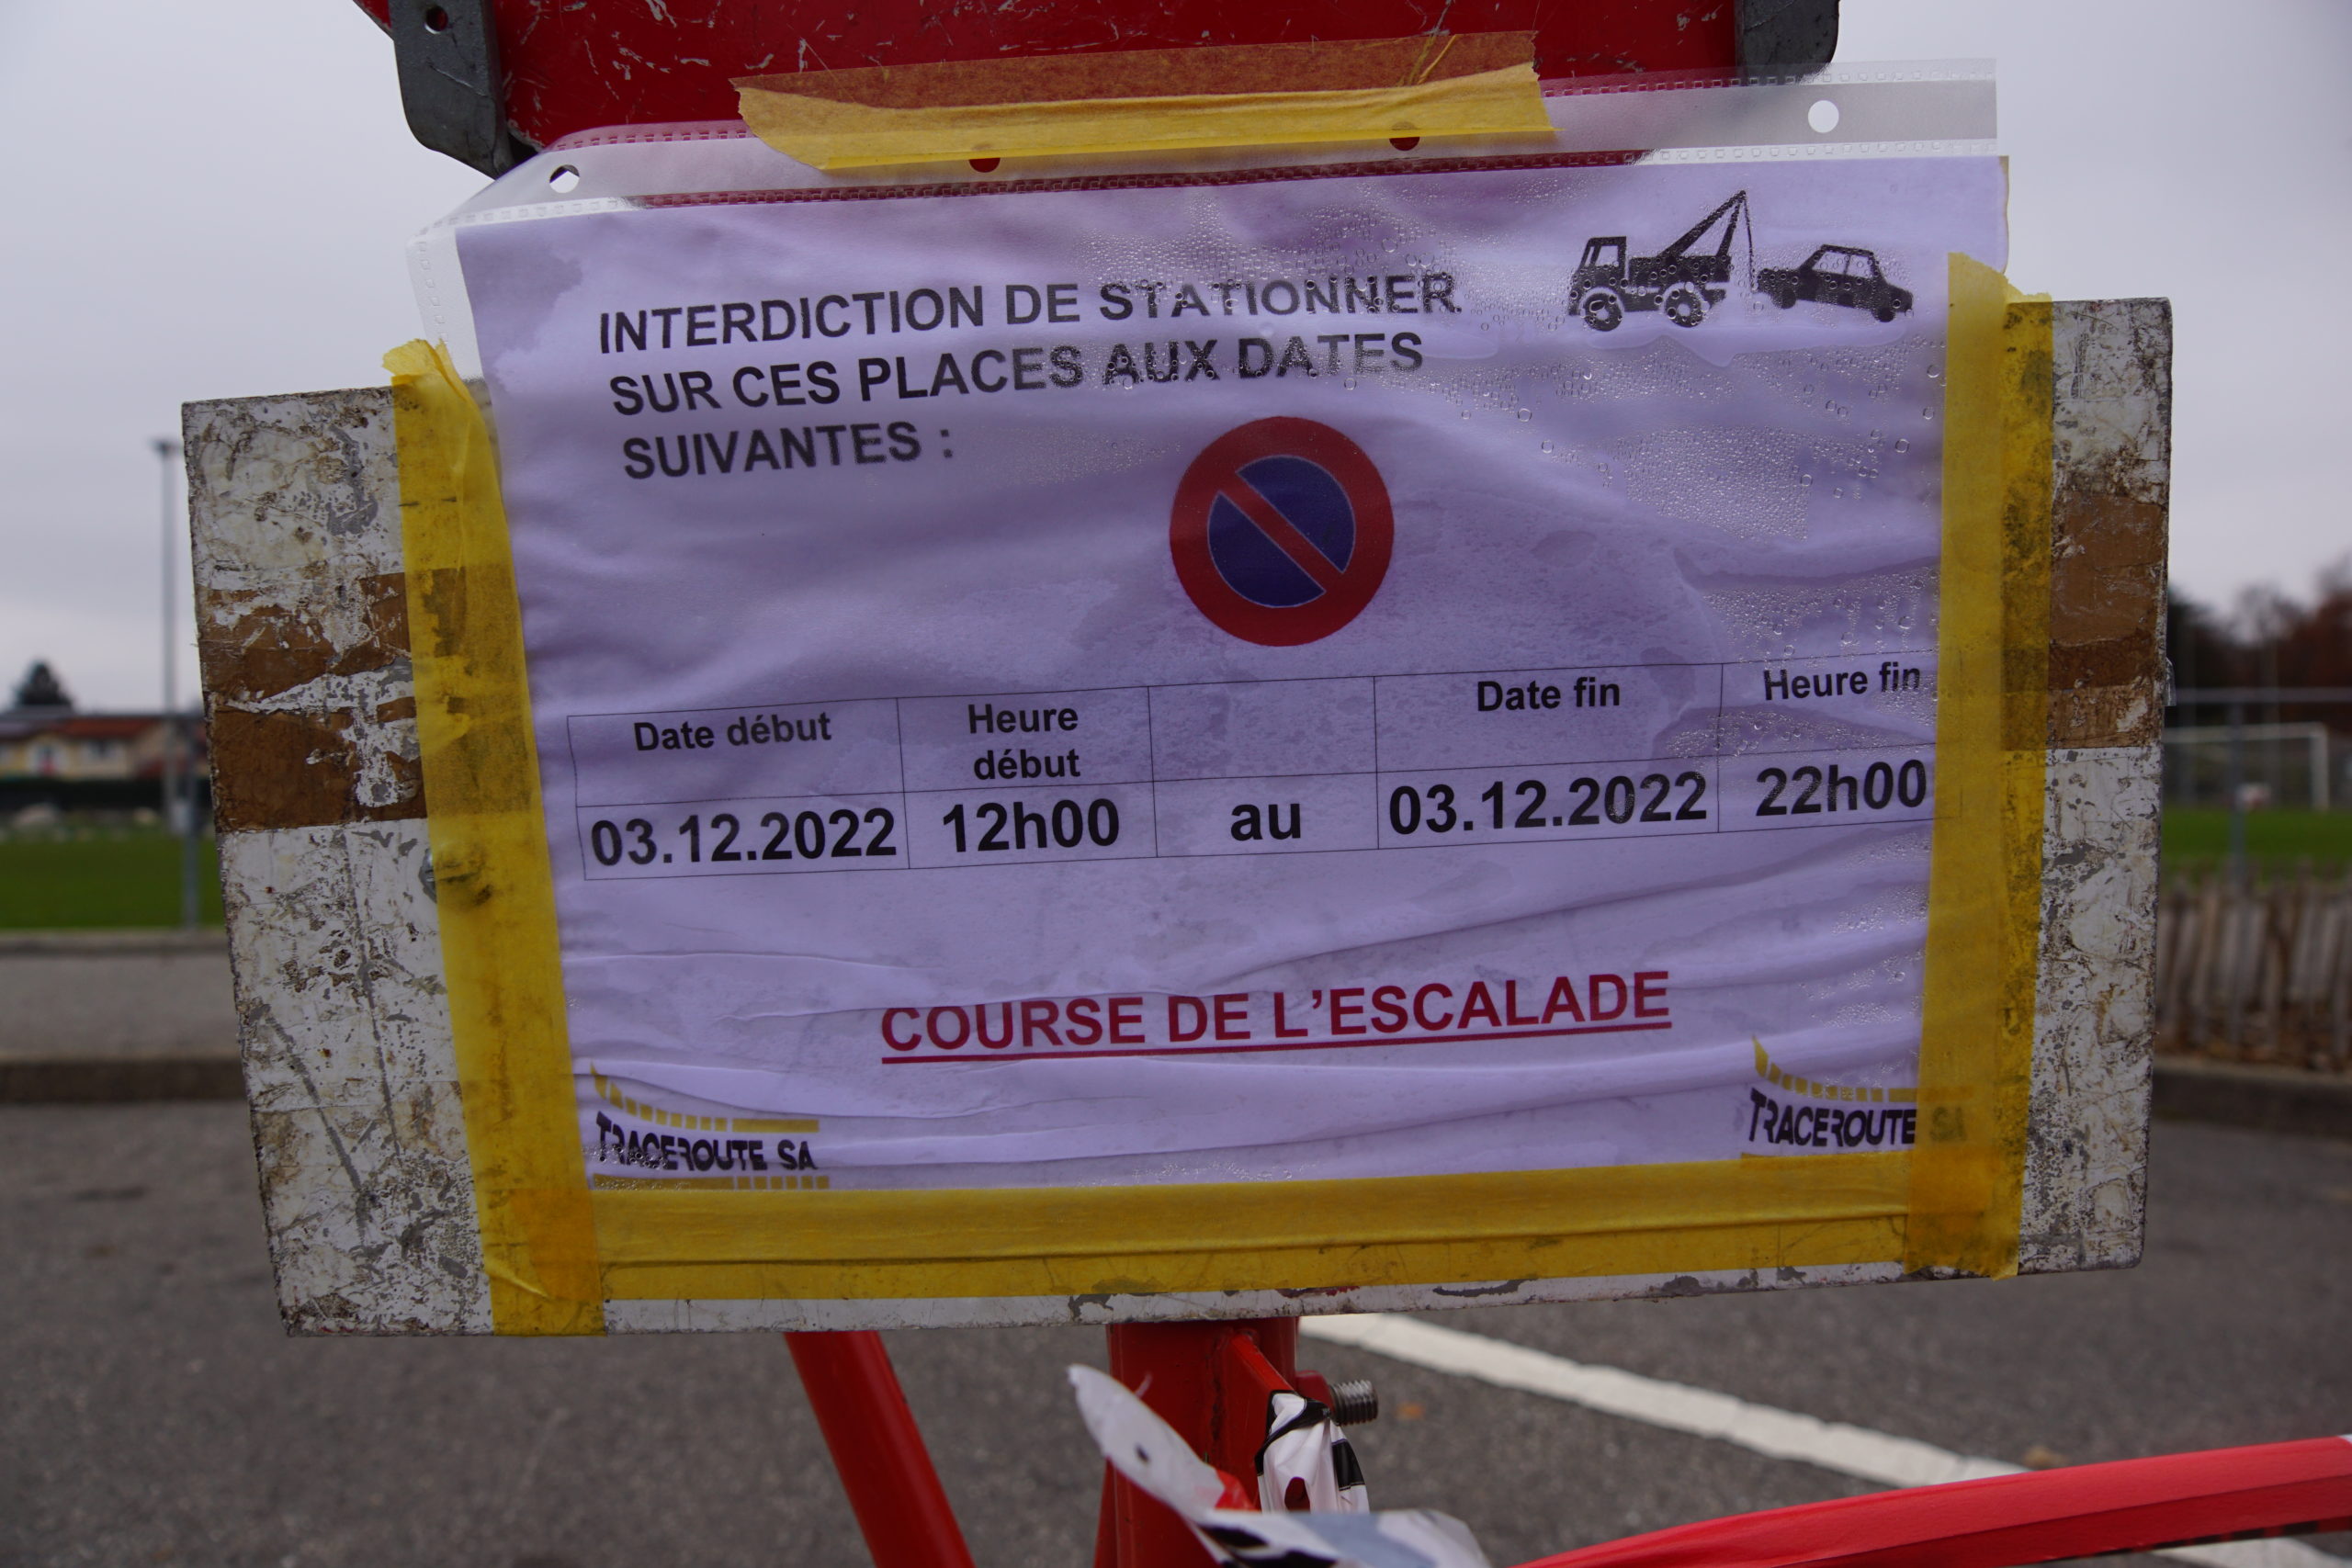 INTERDICTION DE STATIONNER
SUR CES PLACES AUX DATES
SUIVANTES :
Date début Heure début Date fin Heure fin
03.12.2022 12h00 au 03.12.2022 22h00
COURSE DE L'ESCALADE
TRACEROUTE SA
TRACEROUTE SA